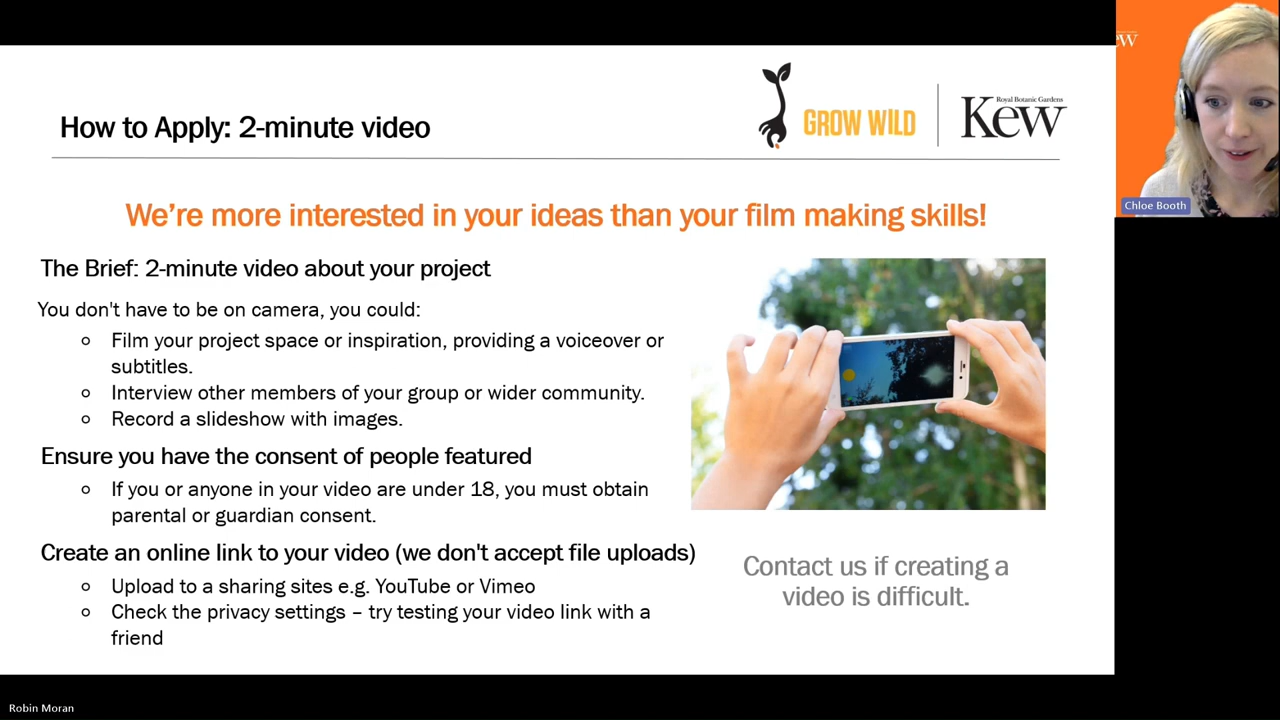 How to Apply: 2-minute video
GROW WILD
Royal Botanic Gardens
Kew
ew
Chloe Booth
We're more interested in your ideas than your film making skills!
The Brief: 2-minute video about your project
You don't have to be on camera, you could:
Film your project space or inspiration, providing a voiceover or
subtitles.
Interview other members of your group or wider community.
Record a slideshow with images.
Ensure you have the consent of people featured
If you or anyone in your video are under 18, you must obtain
parental or guardian consent.
Create an online link to your video (we don't accept file uploads)
Upload to a sharing sites e.g. YouTube or Vimeo
Check the privacy settings – try testing your video link with a
friend
Contact us if creating a
video is difficult.
Robin Moran